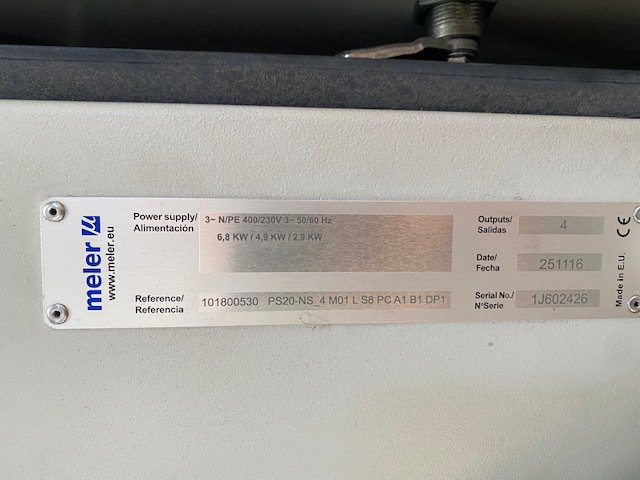 meler
www.meler.eu
Power supply/
Alimentación
3~ N/PE 400/230V 3~ 50/60 Hz
6,8 KW / 4,9 KW / 2,9 KW
Reference/
Referencia
101800530 PS20-NS_4 M01 L S8 PC A1 B1 DP1
Outputs/
Salidas
4
Date/
Fecha
251116
Serial No./
NºSerie
1J602426
CE
Made in E.U.